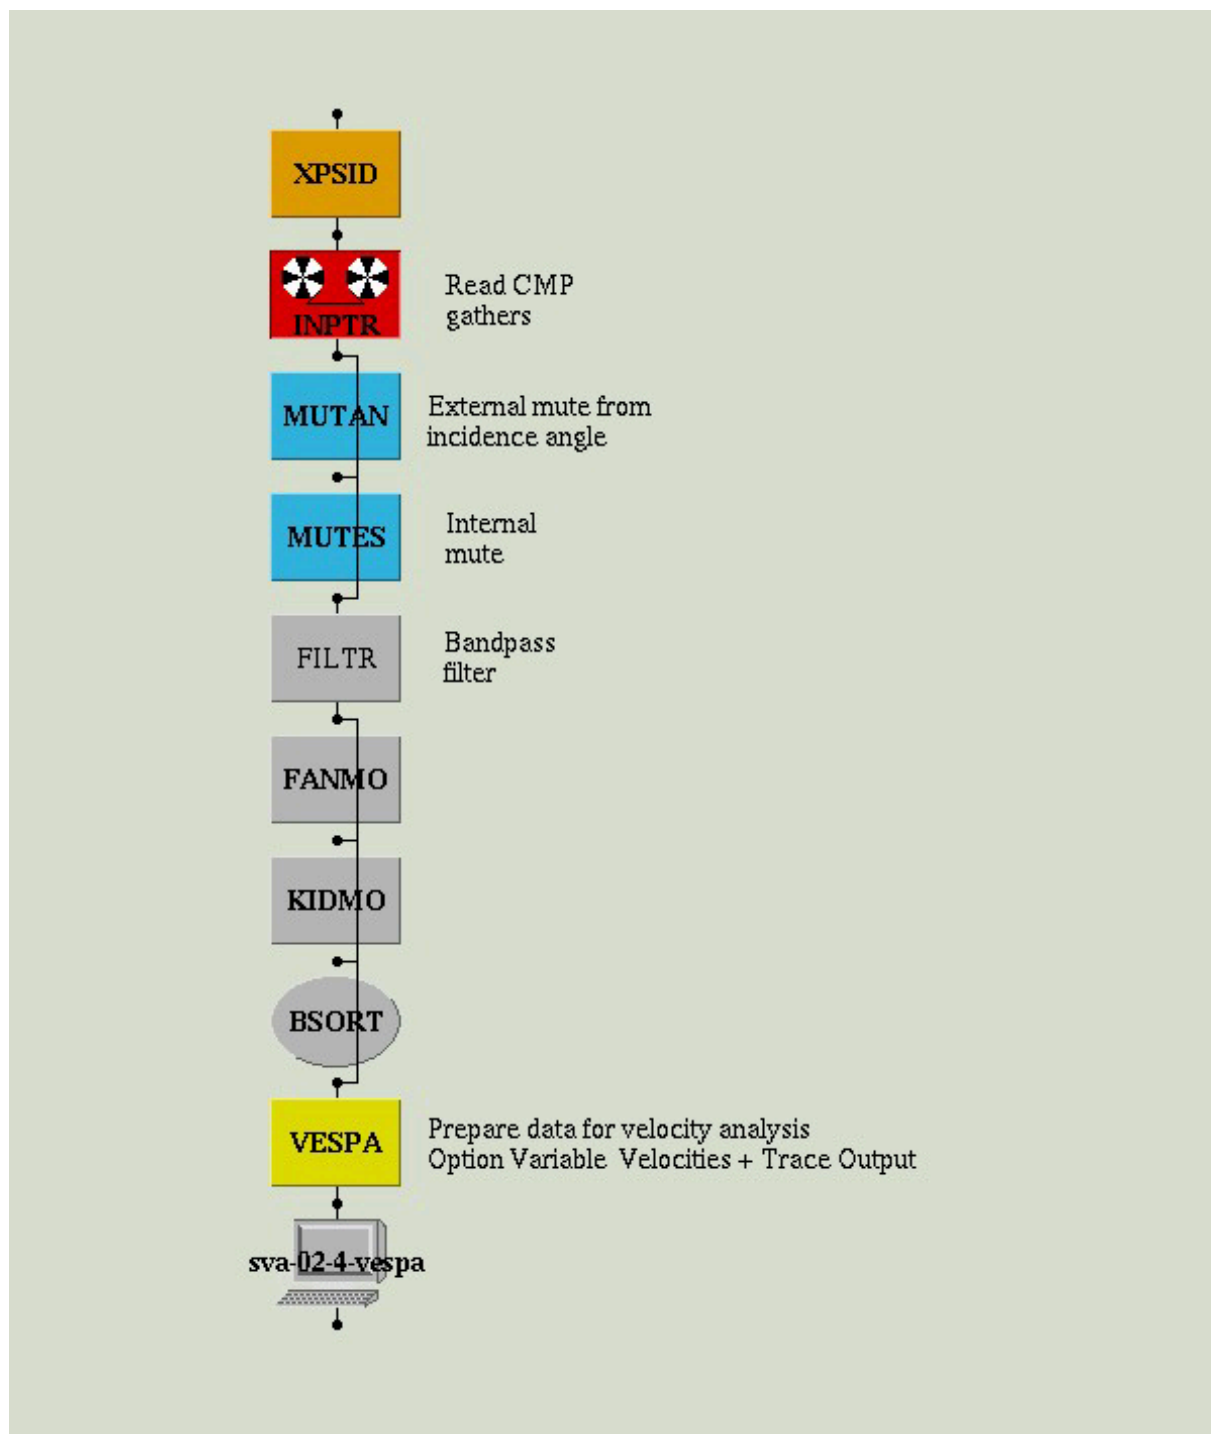 XPSID
INPTR
Read CMP
gathers
MUTAN
External mute from
incidence angle
MUTES
Internal
mute
FILTR
Bandpass
filter
FANMO
KIDMO
BSORT
VESPA
Prepare data for velocity analysis
Option Variable Velocities + Trace Output
sva-02-4-vespa